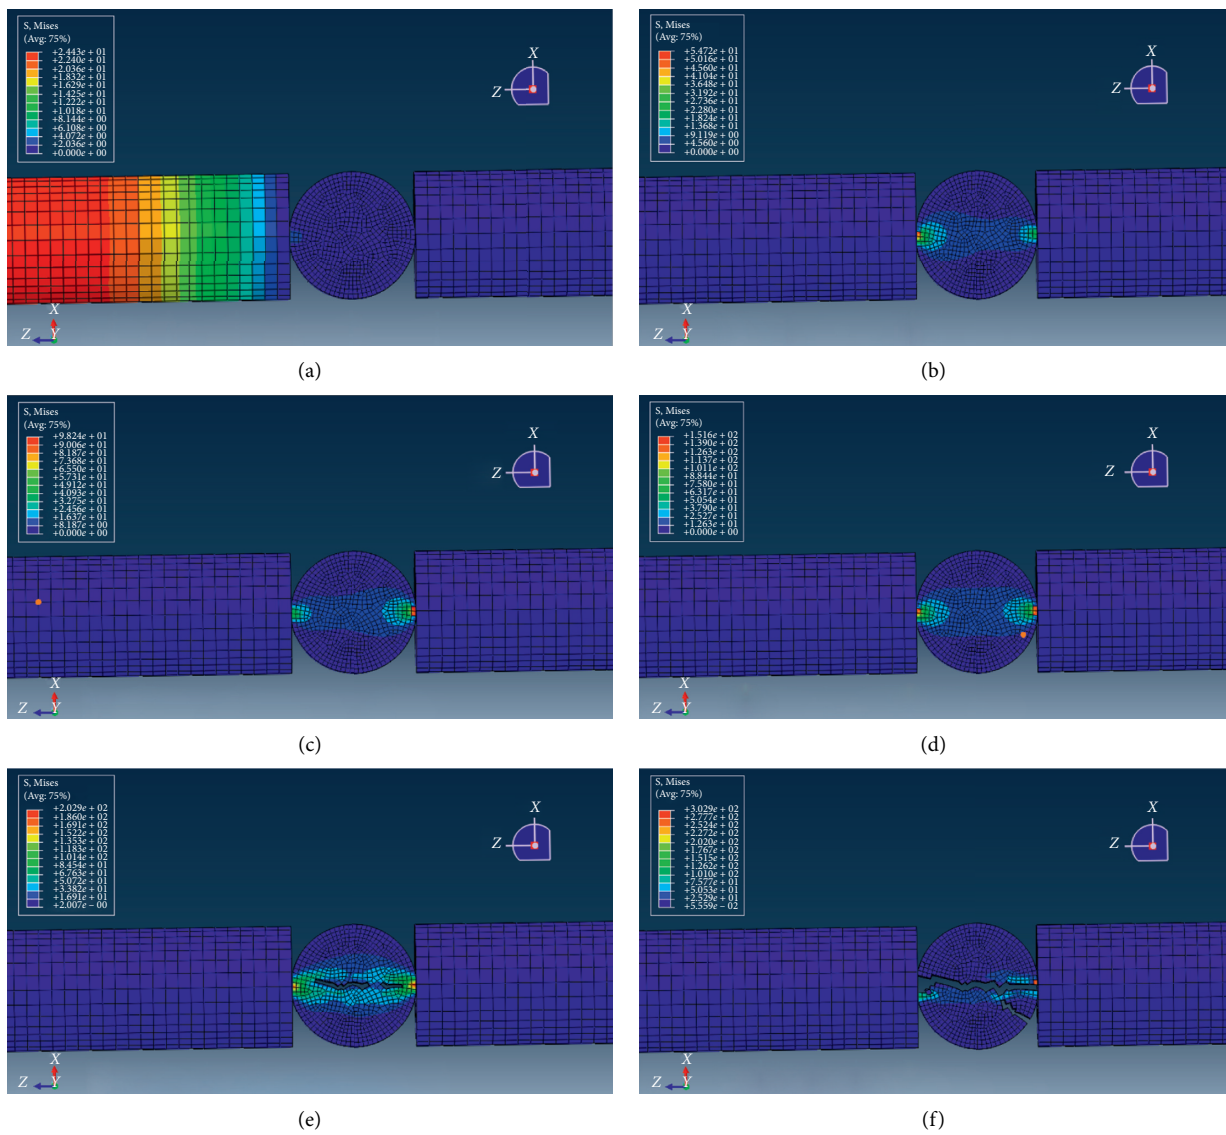 S, Mises
(Avg: 75%)
+2.443e + 01
+2.240e + 01
+2.036e + 01
+1.832e + 01
+1.629e + 01
+1.425e + 01
+1.222e + 01
+1.018e + 01
+8.144e + 00
+6.108e + 00
+4.072e + 00
+2.036e + 00
+0.000e + 00
X
Z
X
Z
Y
(a)
S, Mises
(Avg: 75%)
+5.472e + 01
+5.016e + 01
+4.560e + 01
+4.104e + 01
+3.648e + 01
+3.192e + 01
+2.736e + 01
+2.280e + 01
+1.824e + 01
+1.368e + 01
+9.119e + 00
+4.560e + 00
+0.000e + 00
X
Z
X
Z
Y
(b)
S, Mises
(Avg: 75%)
+9.824e + 01
+9.006e + 01
+8.187e + 01
+7.368e + 01
+6.550e + 01
+5.731e + 01
+4.912e + 01
+4.093e + 01
+3.275e + 01
+2.456e + 01
+1.637e + 01
+8.187e + 00
+0.000e + 00
X
Z
X
Z
Y
(c)
S, Mises
(Avg: 75%)
+1.516e + 02
+1.390e + 02
+1.263e + 02
+1.137e + 02
+1.011e + 02
+8.844e + 01
+7.580e + 01
+6.317e + 01
+5.054e + 01
+3.790e + 01
+2.527e + 01
+1.263e + 01
+0.000e + 00
X
Z
X
Z
Y
(d)
S, Mises
(Avg: 75%)
+2.029e + 02
+1.860e + 02
+1.691e + 02
+1.522e + 02
+1.353e + 02
+1.183e + 02
+1.014e + 02
+8.454e + 01
+6.763e + 01
+5.072e + 01
+3.382e + 01
+1.691e + 01
+2.007e – 00
X
Z
X
Z
Y
(e)
S, Mises
(Avg: 75%)
+3.029e + 02
+2.777e + 02
+2.524e + 02
+2.272e + 02
+2.020e + 02
+1.767e + 02
+1.515e + 02
+1.262e + 02
+1.010e + 02
+7.577e + 01
+5.053e + 01
+2.529e + 01
+5.559e – 02
X
Z
X
Z
Y
(f)